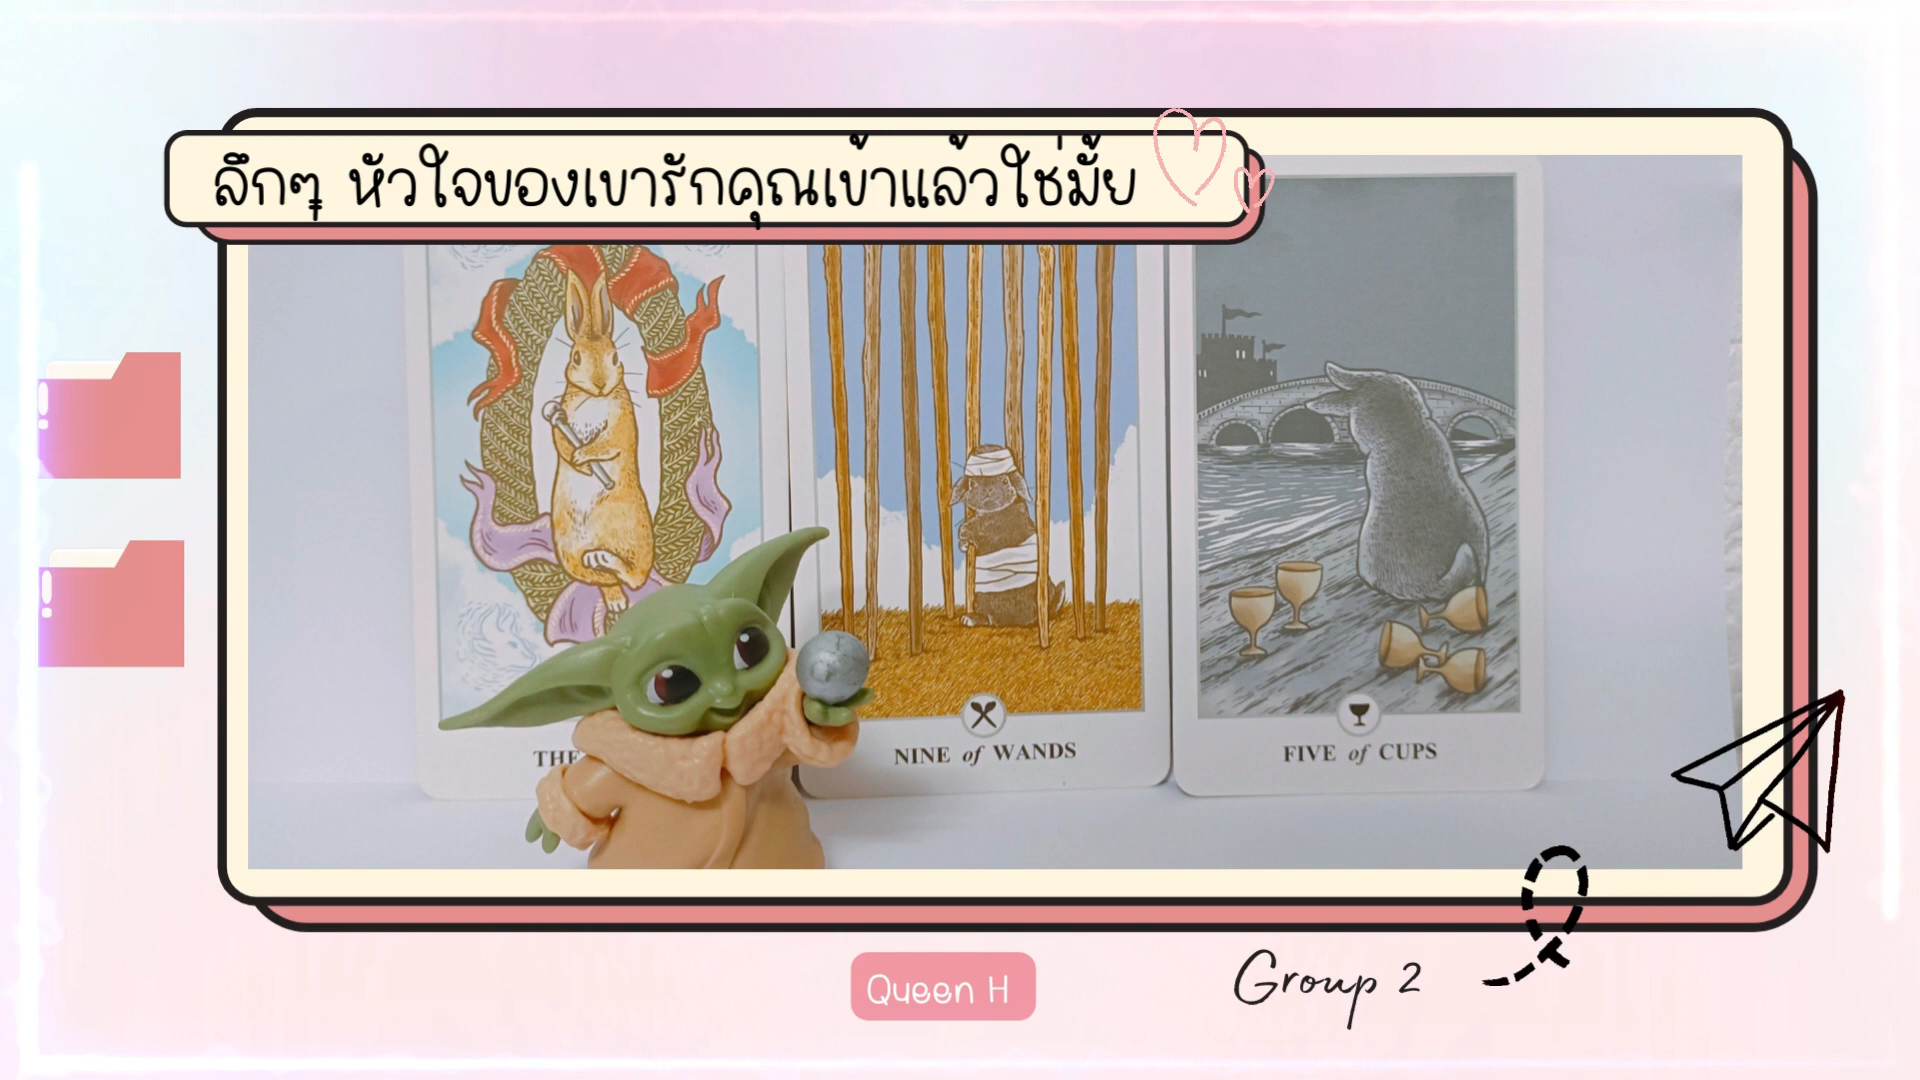 ลึกๆ หัวใจของเขารักคุณเข้าแล้วใช่มั้ย
THE
NINE of WANDS
FIVE of CUPS
Queen H
Group 2